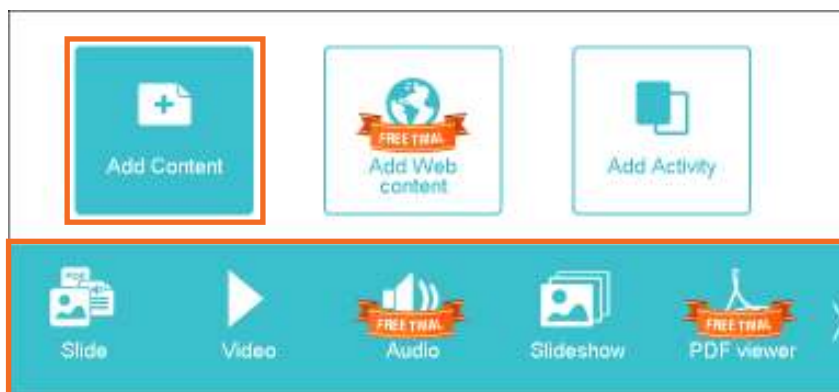 FREE TRIAL
Add Content
Add Web
content
Add Activity
PDF
FREE TRIAL
FREE TRIAL
Slide
Video
Audio
Slideshow
PDF viewer